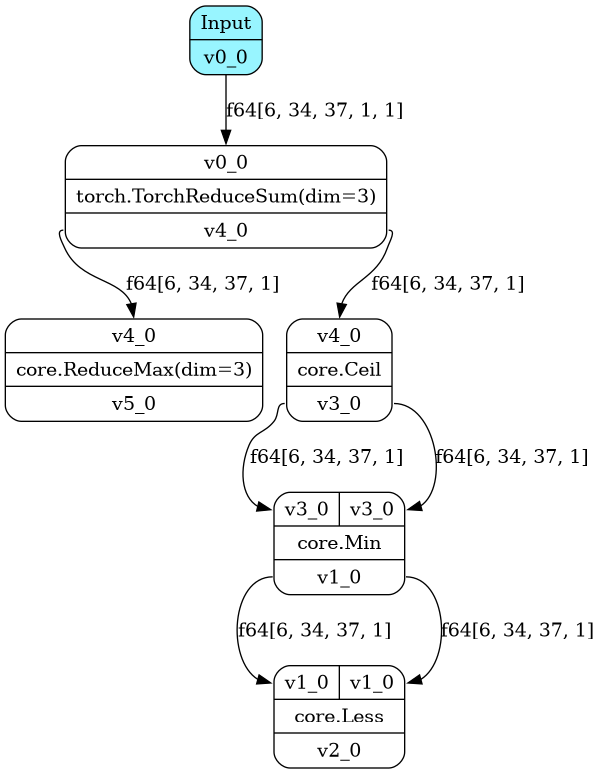 Input
v0_0
f64[6, 34, 37, 1, 1]
v0_0
torch.TorchReduceSum(dim=3)
v4_0
f64[6, 34, 37, 1]
f64[6, 34, 37, 1]
v4_0
core.ReduceMax(dim=3)
v5_0
v4_0
core.Ceil
v3_0
f64[6, 34, 37, 1]
f64[6, 34, 37, 1]
v3_0
v3_0
core.Min
v1_0
f64[6, 34, 37, 1]
f64[6, 34, 37, 1]
v1_0
v1_0
core.Less
v2_0